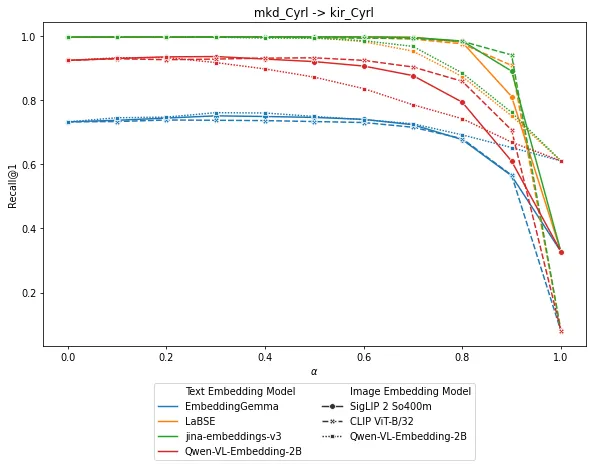 mkd_Cyrl -> kir_Cyrl
Recall@1
1.0
0.8
0.6
0.4
0.2
0.0 0.2 0.4 0.6 0.8 1.0
α
Text Embedding Model
EmbeddingGemma
LaBSE
jina-embeddings-v3
Qwen-VL-Embedding-2B
Image Embedding Model
SigLIP 2 So400m
CLIP ViT-B/32
Qwen-VL-Embedding-2B